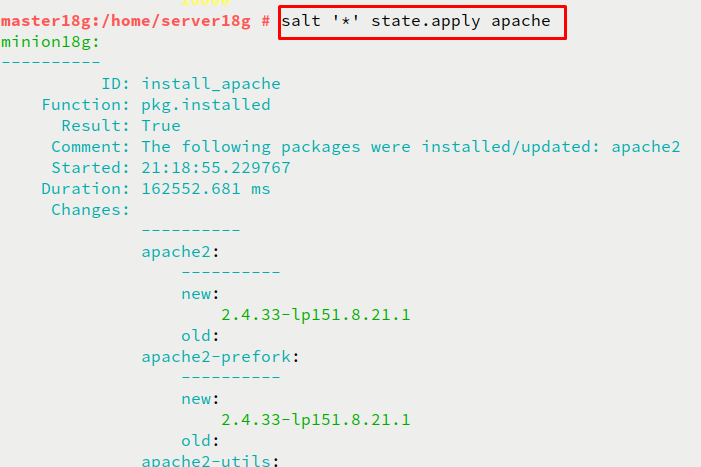 master18g:/home/server18g # salt '*' state.apply apache
minion18g:
----------
          ID: install_apache
    Function: pkg.installed
      Result: True
     Comment: The following packages were installed/updated: apache2
     Started: 21:18:55.229767
    Duration: 162552.681 ms
     Changes:
              ----------
              apache2:
                  ----------
                  new:
                      2.4.33-lp151.8.21.1
                  old:
              apache2-prefork:
                  ----------
                  new:
                      2.4.33-lp151.8.21.1
                  old:
              apache2-utils: